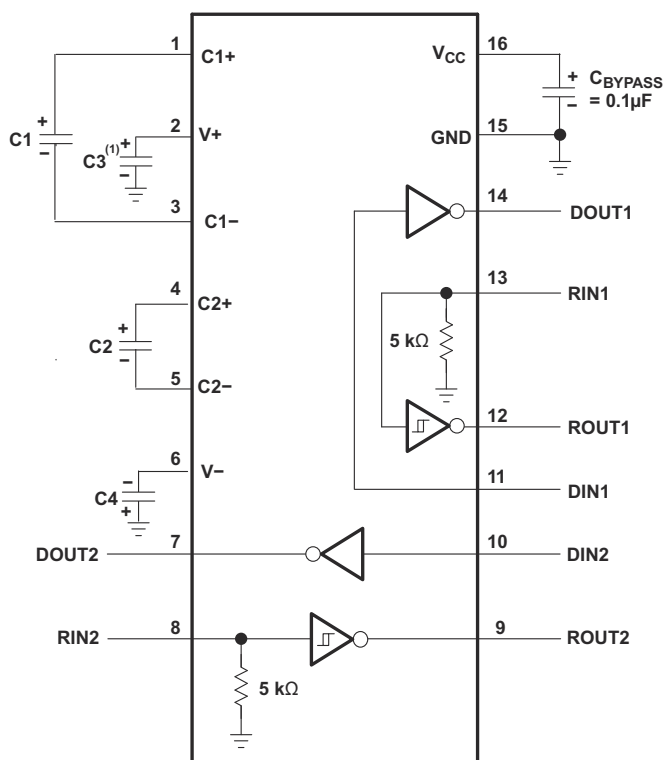 1
C1+
VCC
16
+
CBYPASS
−
= 0.1µF
C1
+
−
2
V+
C3(1)
+
−
GND
15
3
C1−
14
DOUT1
4
C2+
13
RIN1
C2
+
−
5 kΩ
5
C2−
12
ROUT1
6
V−
11
DIN1
C4
−
+
DOUT2
7
10
DIN2
RIN2
8
9
ROUT2
5 kΩ